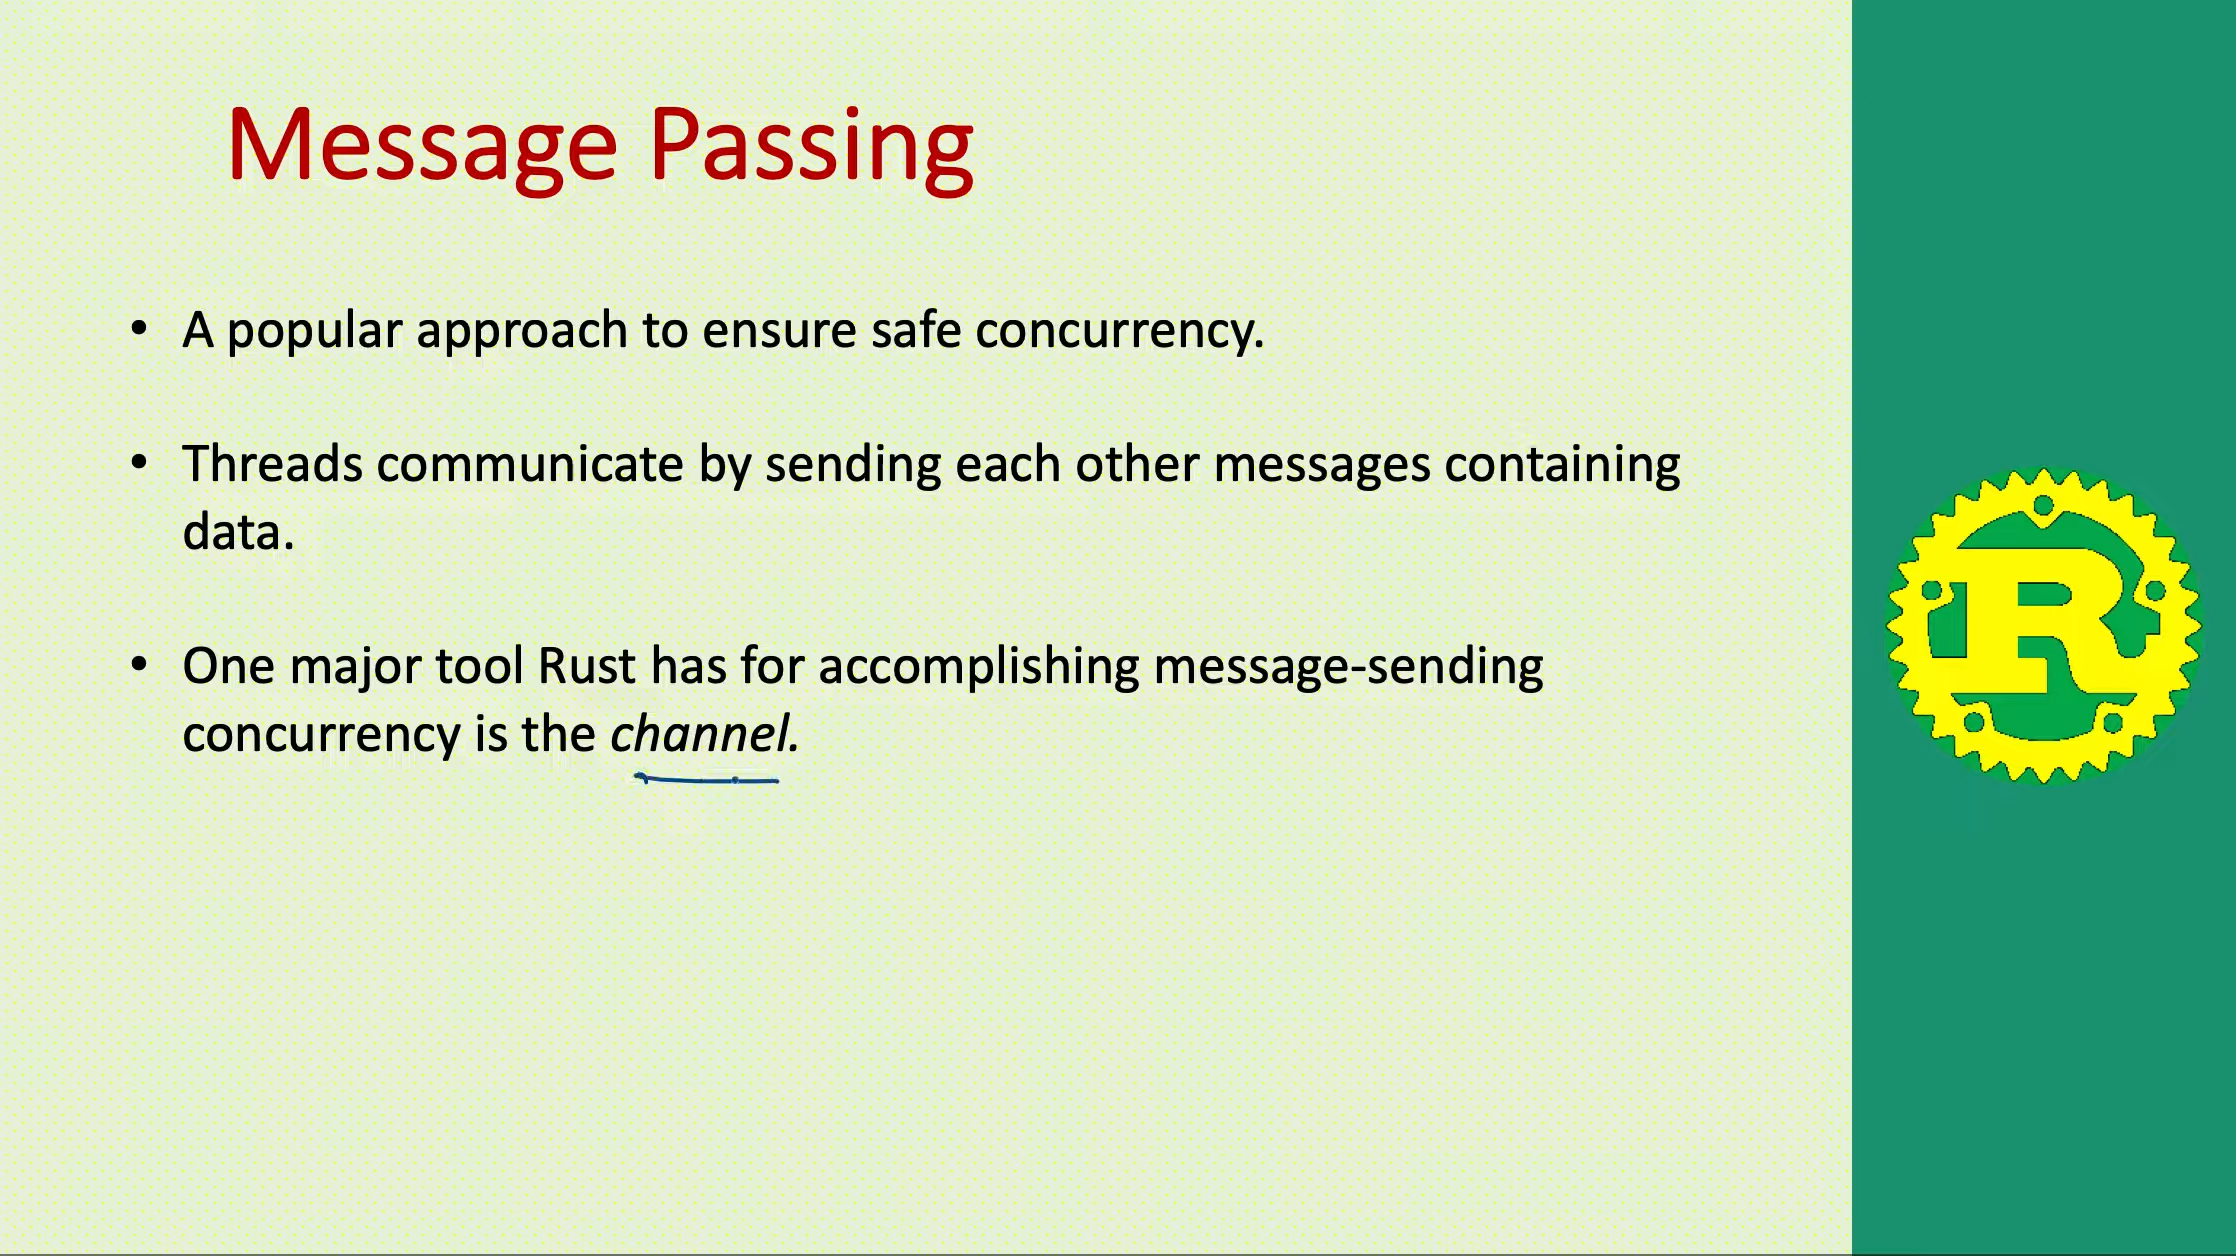 Message Passing
• A popular approach to ensure safe concurrency.
• Threads communicate by sending each other messages containing
data.
• One major tool Rust has for accomplishing message-sending
concurrency is the channel.
R